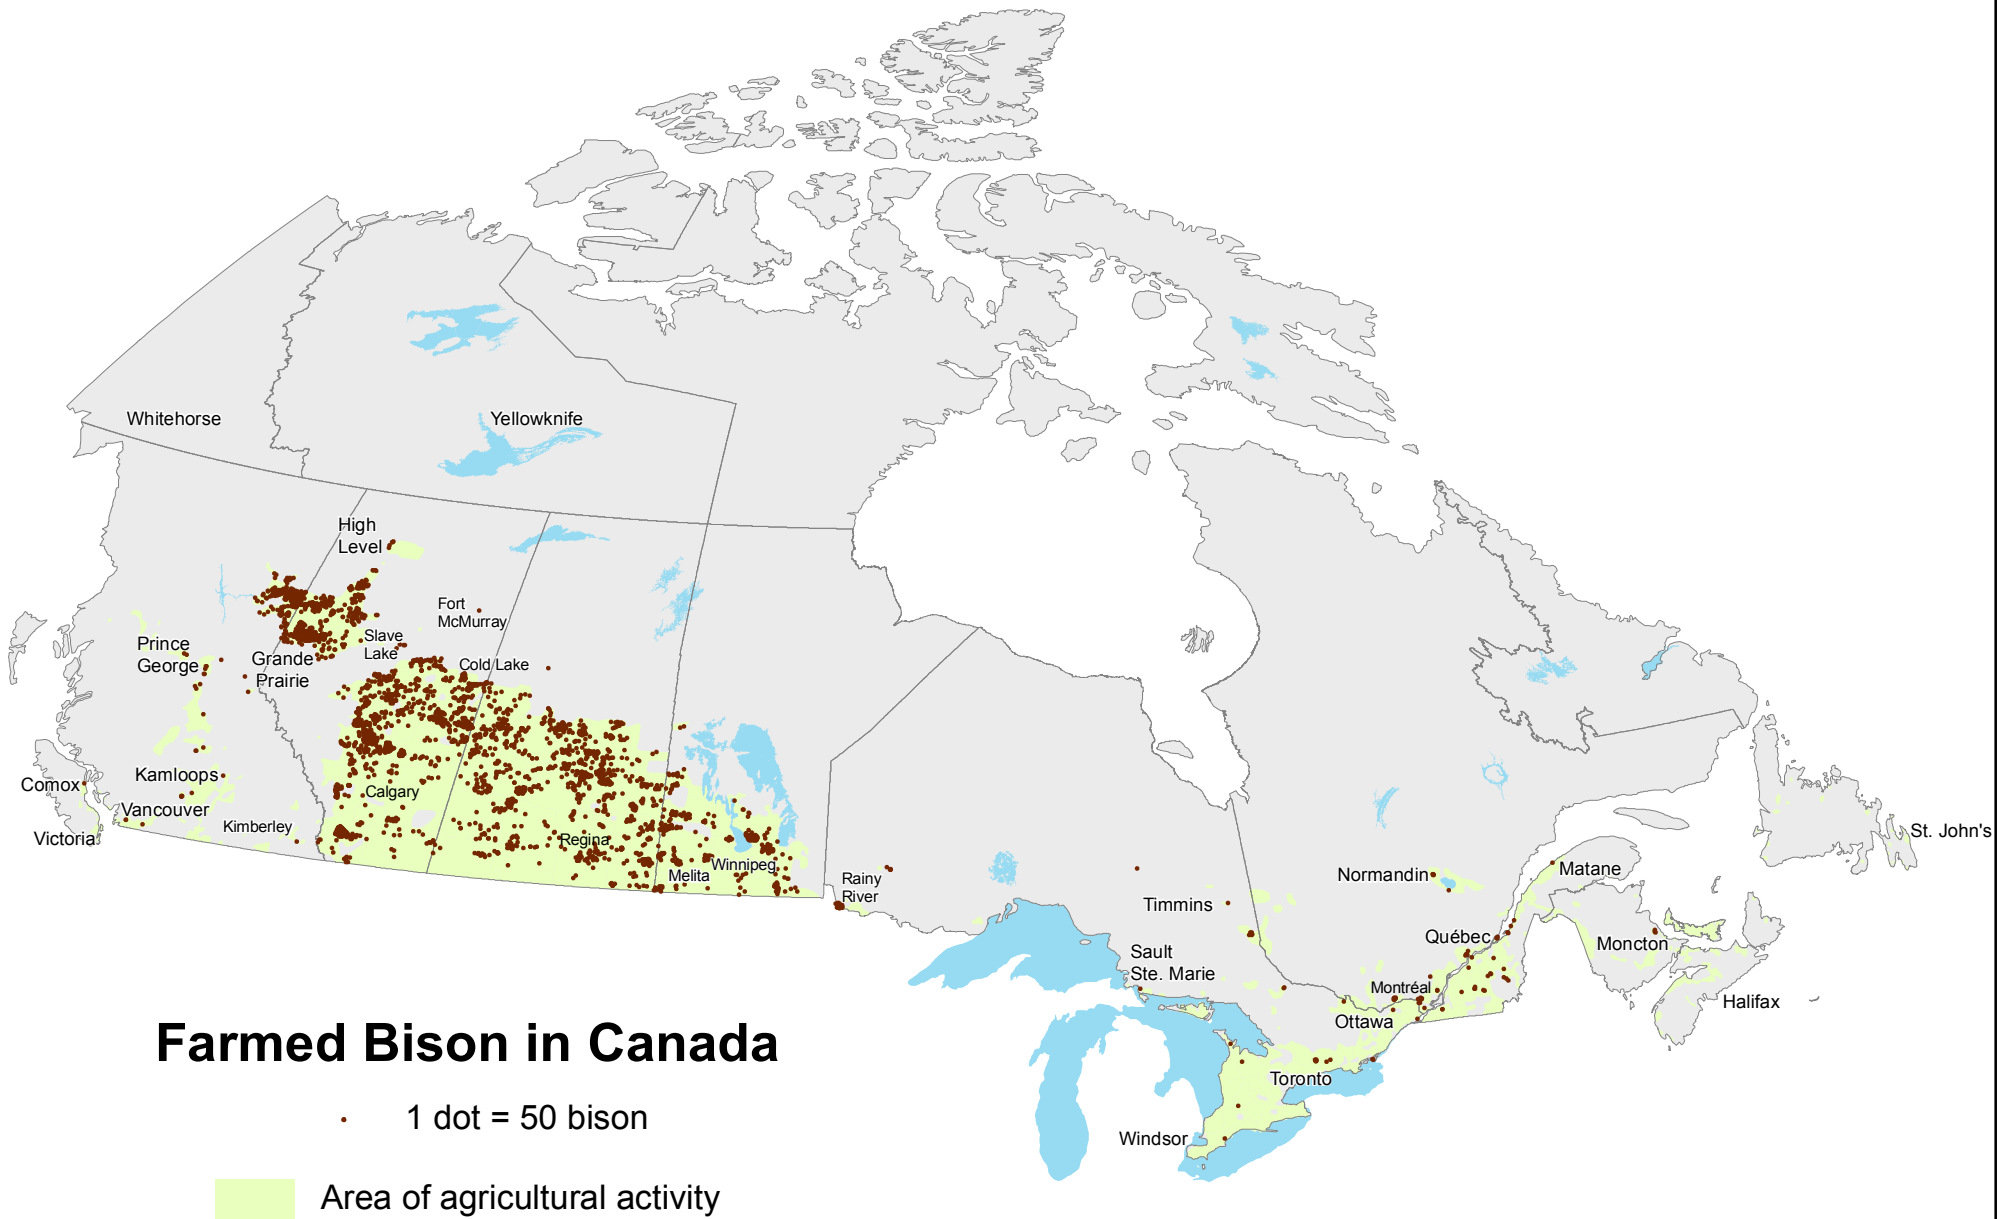 Whitehorse
Yellowknife
High
Level
Fort
McMurray
Prince
George
Slave
Lake
Grande
Prairie
Cold Lake
Comox
Kamloops
Vancouver
Victoria
Kimberley
Calgary
Regina
Melita
Winnipeg
Rainy
River
Timmins
Normandin
Matane
St. John's
Québec
Moncton
Sault
Ste. Marie
Montréal
Halifax
Ottawa
Toronto
Windsor
Farmed Bison in Canada
1 dot = 50 bison
Area of agricultural activity